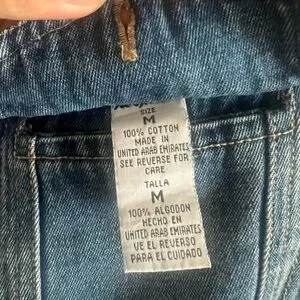 SIZE
M
100% COTTON
MADE IN
UNITED ARAB EMIRATES
SEE REVERSE FOR
CARE
TALLA
M
100% ALGODON
HECHO EN
UNITED ARAB EMIRATES
VE EL REVERSO
PARA EL CUIDADO